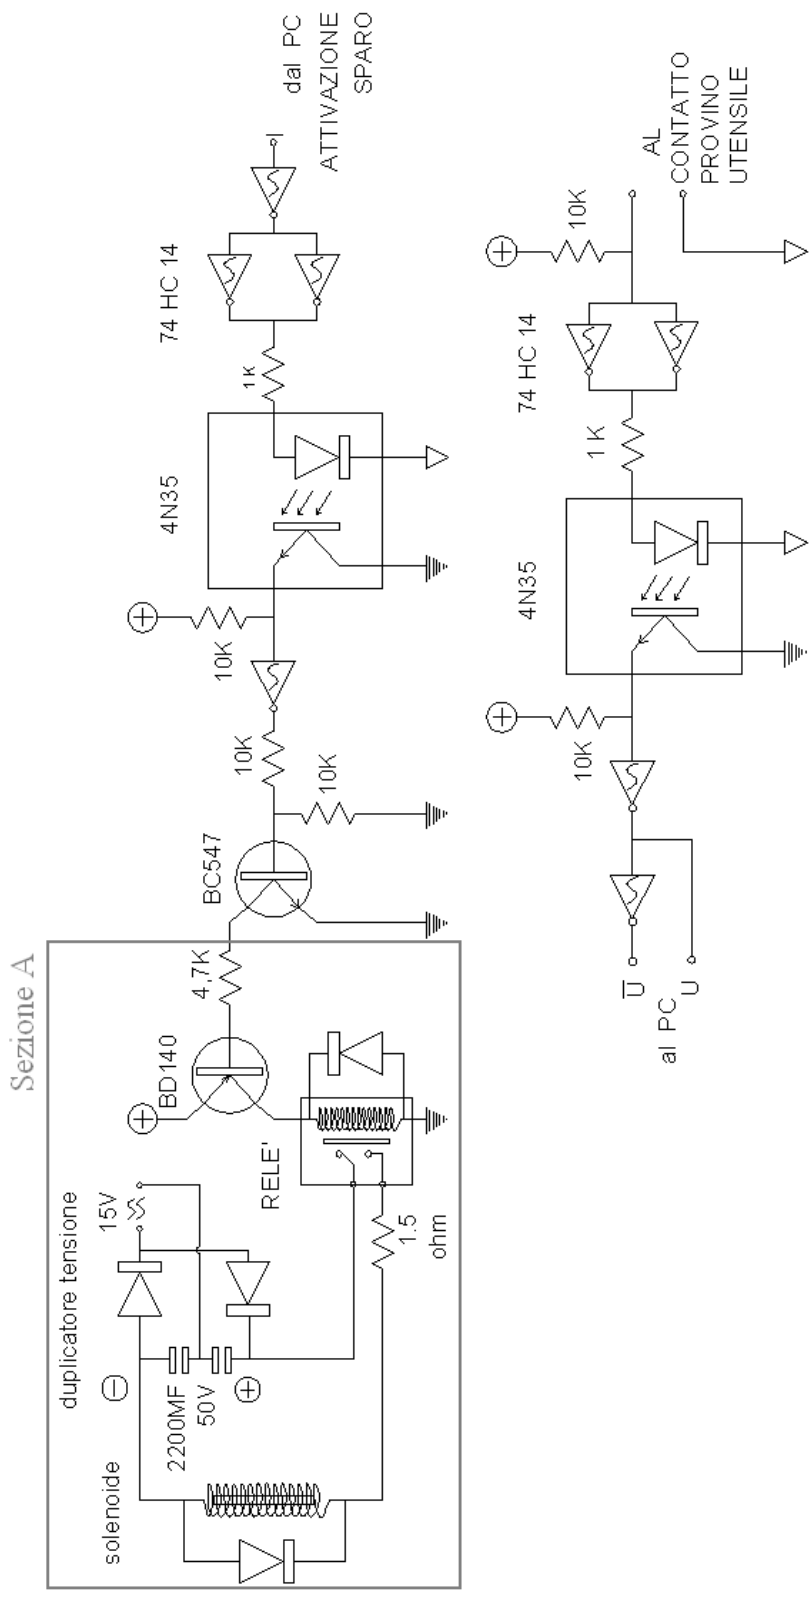 Sezione A
solenoide
2200MF
50V
duplicatore tensione
15V
RELE'
1.5
ohm
BD140
4,7K
BC547
10K
10K
10K
4N35
1K
74 HC 14
I
dal PC
ATTIVAZIONE
SPARO
U
al PC
U
10K
4N35
1K
74 HC 14
10K
AL
CONTATTO
PROVINO
UTENSILE